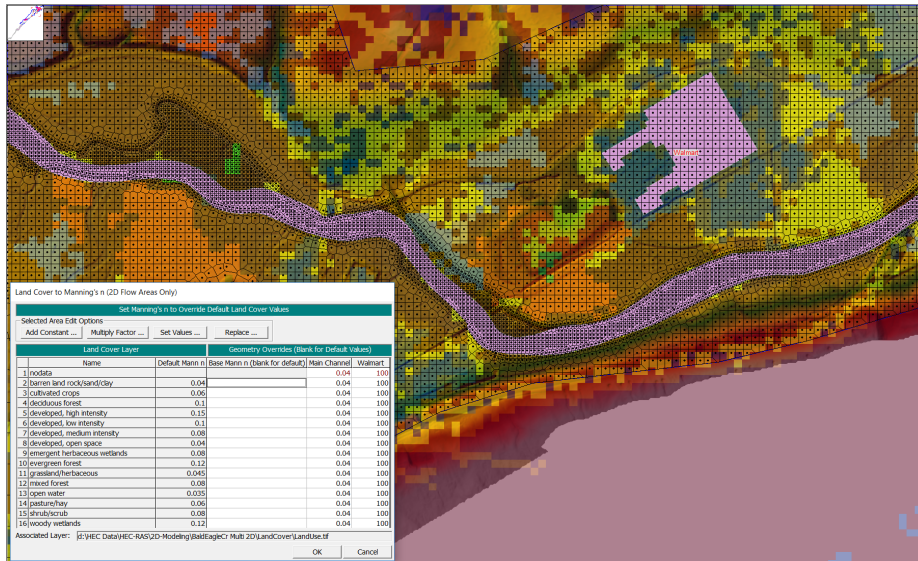 Walmart
Land Cover to Manning's n (2D Flow Areas Only)
Set Manning's n to Override Default Land Cover Values
Selected Area Edit Options
Add Constant ... Multiply Factor ... Set Values ... Replace ...
Land Cover Layer Geometry Overrides (Blank for Default Values)
Name Default Mann n Base Mann n (blank for default) Main Channel Walmart
1 nodata 0.04 100
2 barren land rock/sand/clay 0.04 0.04 100
3 cultivated crops 0.06 0.04 100
4 deciduous forest 0.1 0.04 100
5 developed, high intensity 0.15 0.04 100
6 developed, low intensity 0.1 0.04 100
7 developed, medium intensity 0.08 0.04 100
8 developed, open space 0.04 0.04 100
9 emergent herbaceous wetlands 0.08 0.04 100
10 evergreen forest 0.12 0.04 100
11 grassland/herbaceous 0.045 0.04 100
12 mixed forest 0.08 0.04 100
13 open water 0.035 0.04 100
14 pasture/hay 0.06 0.04 100
15 shrub/scrub 0.08 0.04 100
16 woody wetlands 0.12 0.04 100
Associated Layer: d:\HEC Data\HEC-RAS\2D-Modeling\BaldEagleCr Multi 2D\LandCover\LandUse.tif
OK Cancel